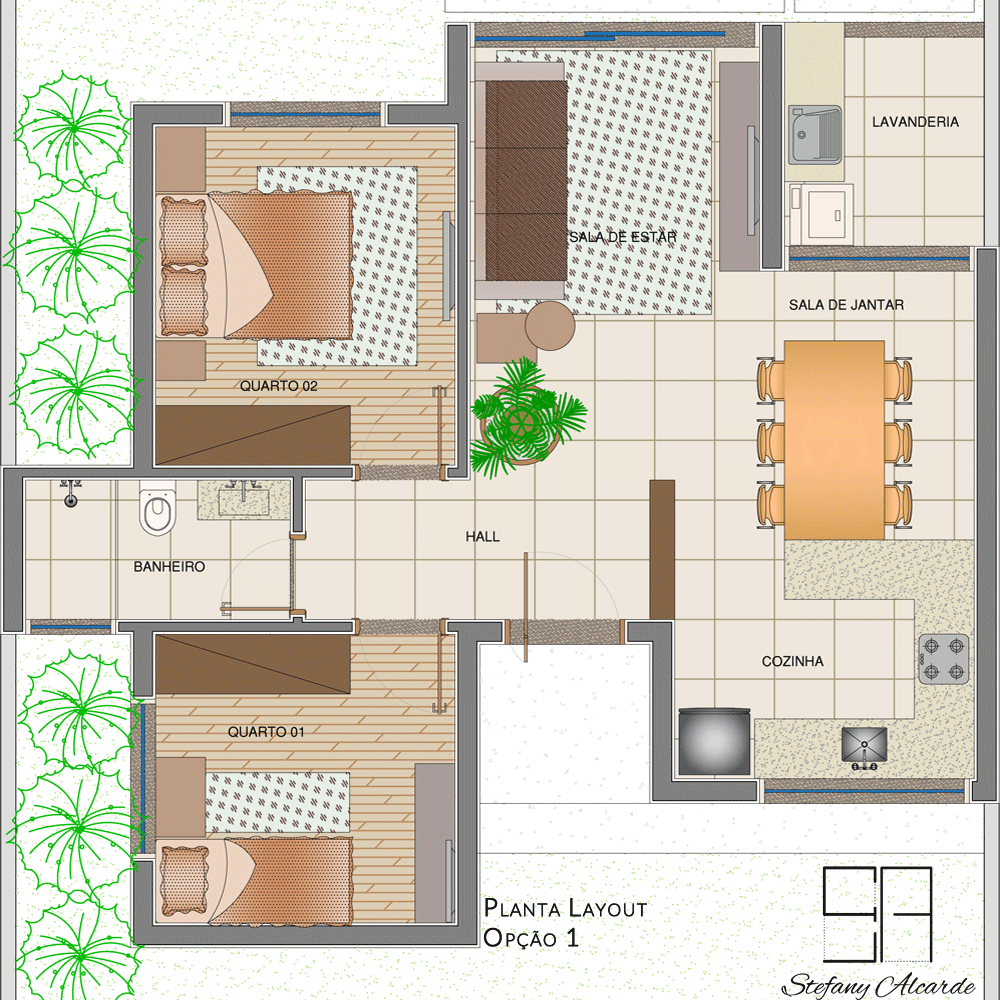 LAVANDERIA
SALA DE ESTAR
SALA DE JANTAR
QUARTO 02
HALL
BANHEIRO
COZINHA
QUARTO 01
Planta Layout
Opção 1
SA
Stefany Alcarde